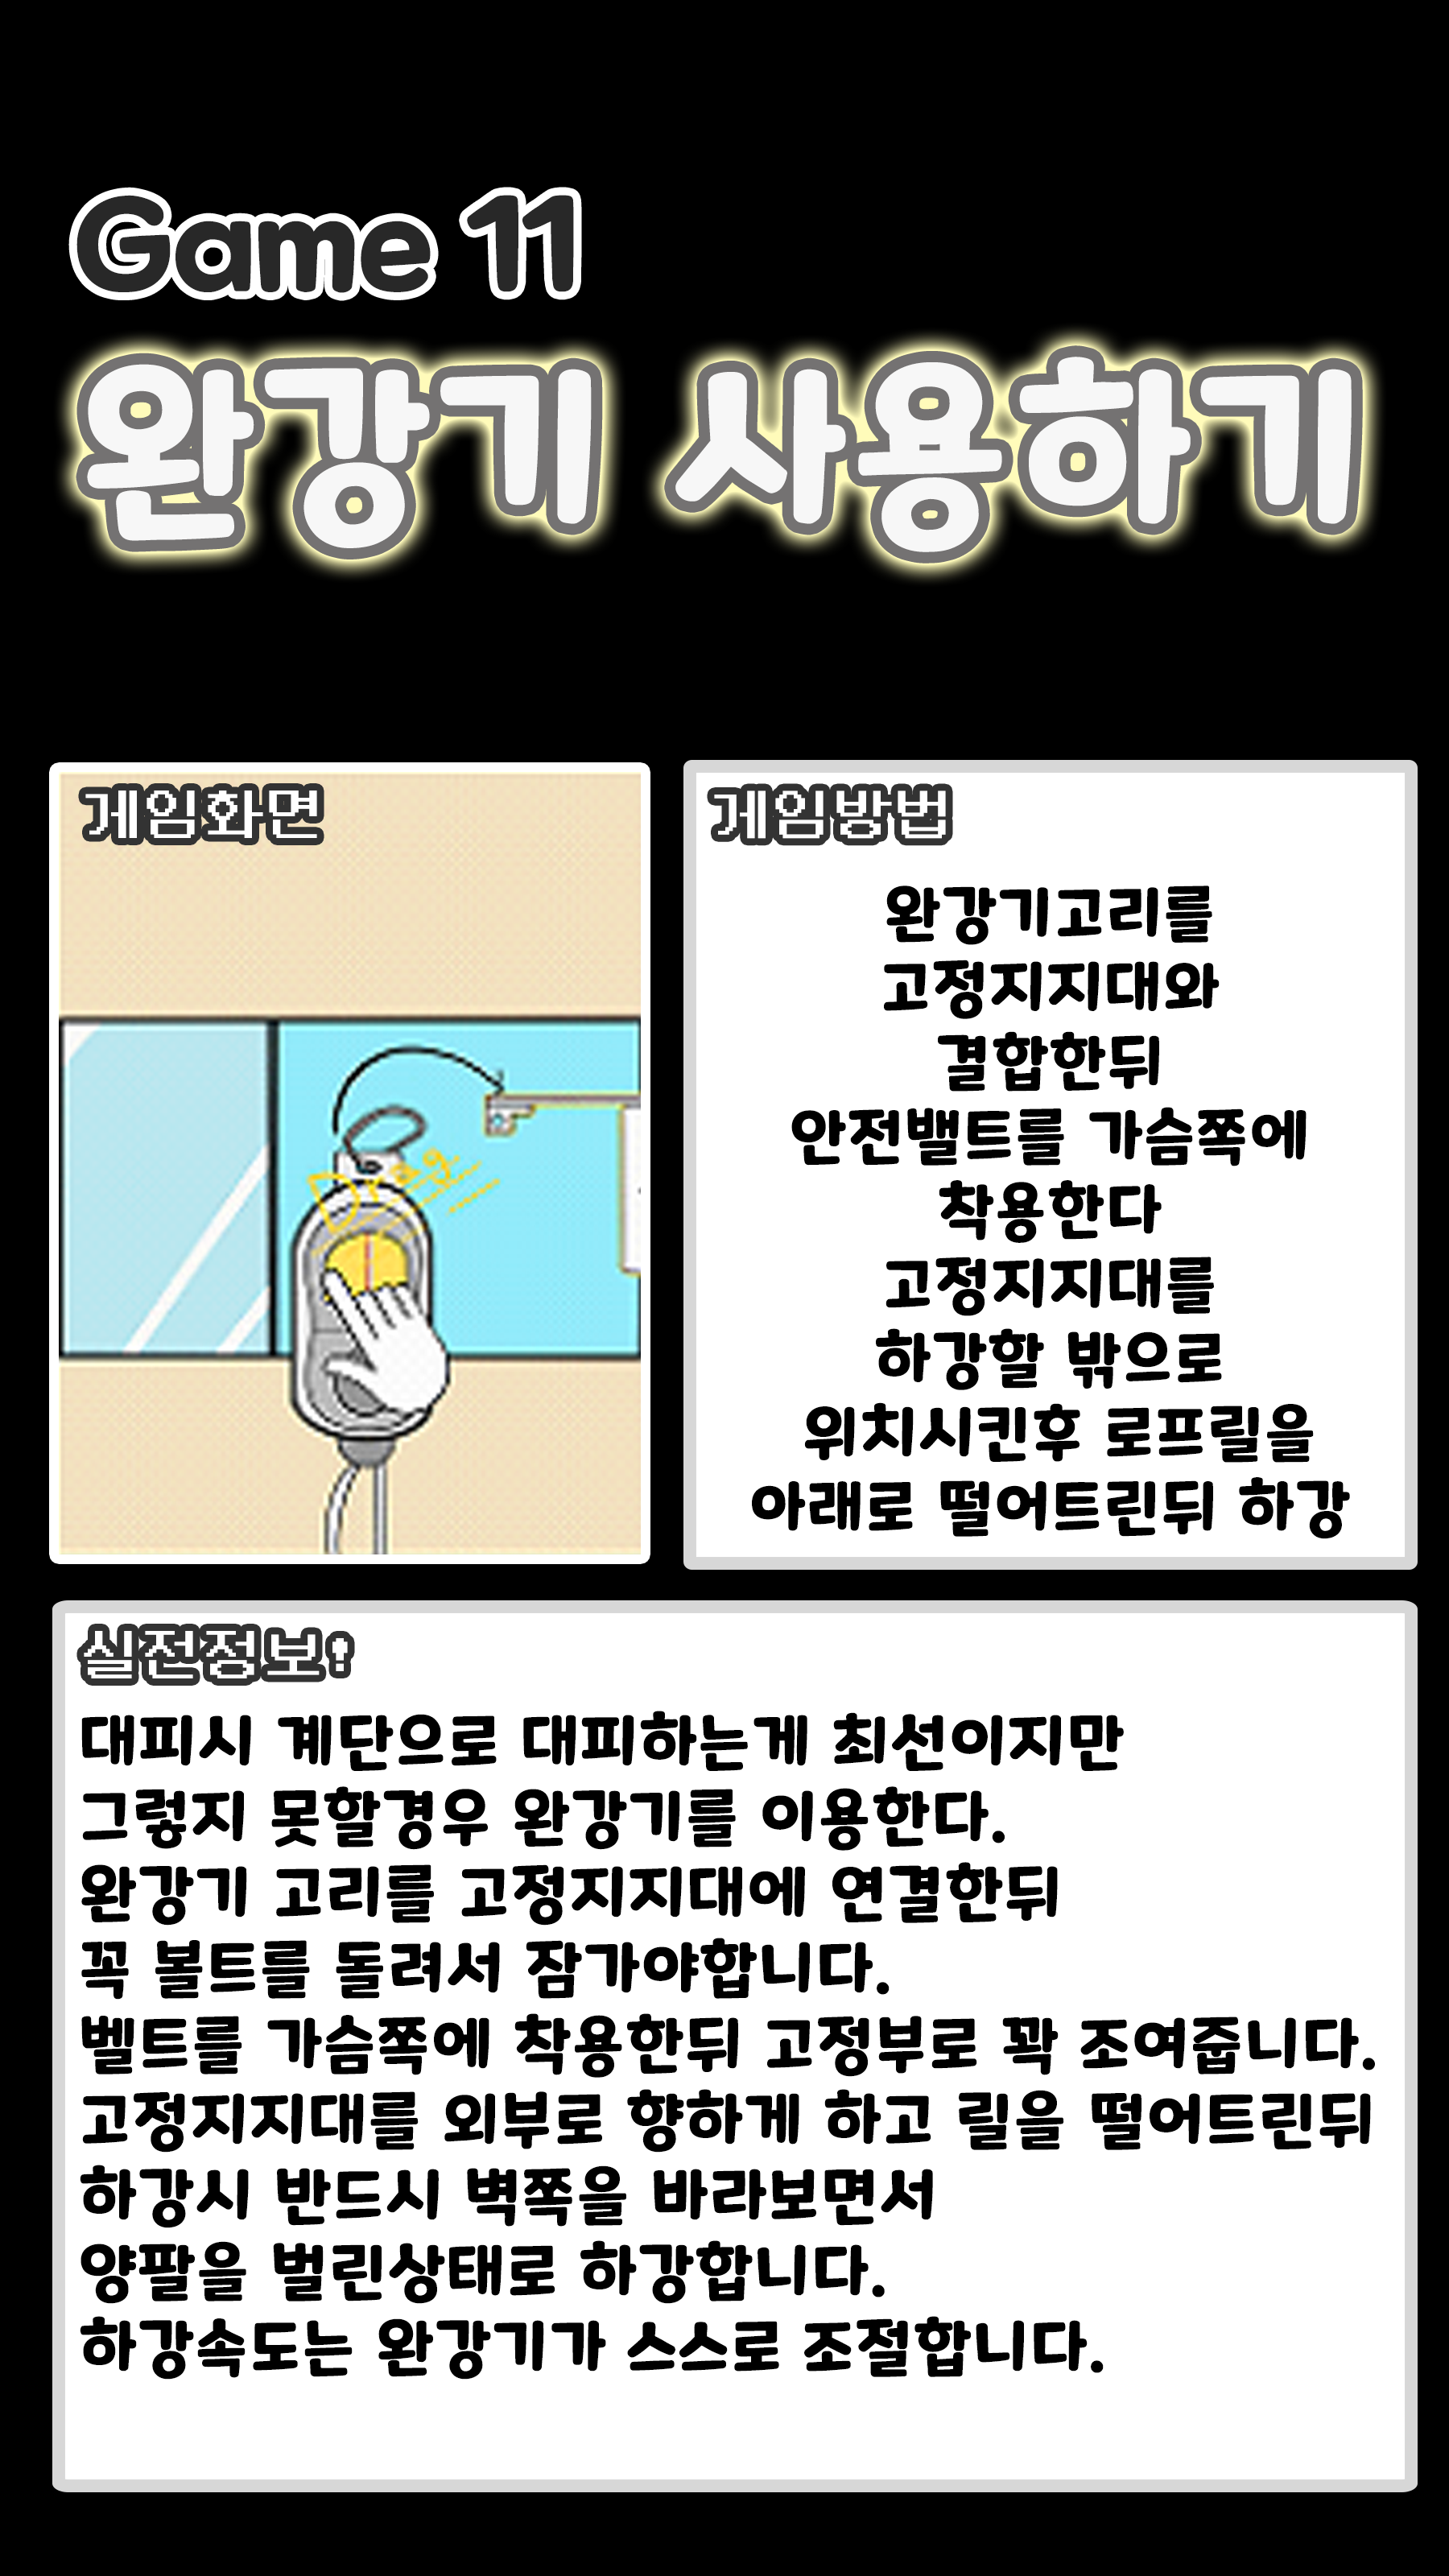 Game 11
완강기 사용하기
게임화면
Drag
게임방법
완강기고리를
고정지지대와
결합한뒤
안전밸트를 가슴쪽에
착용한다
고정지지대를
하강할 밖으로
위치시킨후 로프릴을
아래로 떨어트린뒤 하강
실전정보!
대피시 계단으로 대피하는게 최선이지만
그렇지 못할경우 완강기를 이용한다.
완강기 고리를 고정지지대에 연결한뒤
꼭 볼트를 돌려서 잠가야합니다.
벨트를 가슴쪽에 착용한뒤 고정부로 꽉 조여줍니다.
고정지지대를 외부로 향하게 하고 릴을 떨어트린뒤
하강시 반드시 벽쪽을 바라보면서
양팔을 벌린상태로 하강합니다.
하강속도는 완강기가 스스로 조절합니다.